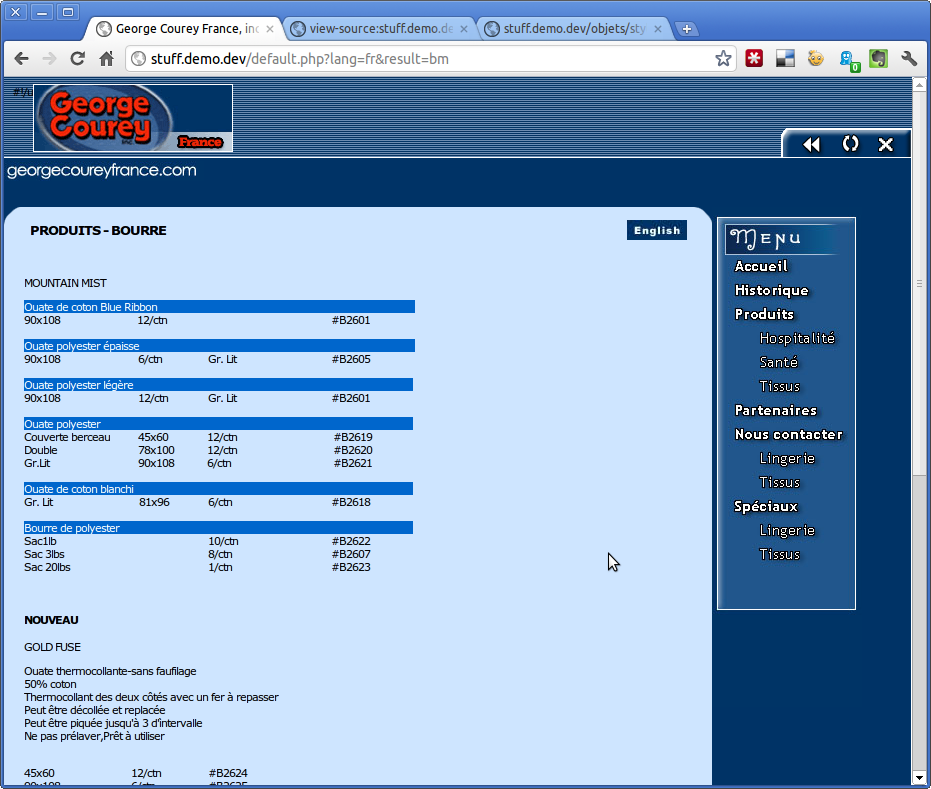 George Courey France, inc
view-source:stuff.demo.de
stuff.demo.dev/objets/sty
stuff.demo.dev/default.php?lang=fr&result=bm
0
George
Courey
France
georgecoureyfrance.com
PRODUITS - BOURRE
English
MOUNTAIN MIST
Ouate de coton Blue Ribbon
90x108 12/ctn #B2601
Ouate polyester épaisse
90x108 6/ctn Gr. Lit #B2605
Ouate polyester légère
90x108 12/ctn Gr. Lit #B2601
Ouate polyester
Couverte berceau 45x60 12/ctn #B2619
Double 78x100 12/ctn #B2620
Gr.Lit 90x108 6/ctn #B2621
Ouate de coton blanchi
Gr. Lit 81x96 6/ctn #B2618
Bourre de polyester
Sac1lb 10/ctn #B2622
Sac 3lbs 8/ctn #B2607
Sac 20lbs 1/ctn #B2623
NOUVEAU
GOLD FUSE
Ouate thermocollante-sans faufilage
50% coton
Thermocollant des deux côtés avec un fer à repasser
Peut être décollée et replacée
Peut être piquée jusqu'à 3 d'intervalle
Ne pas prélaver,Prêt à utiliser
45x60 12/ctn #B2624
90x108 6/ctn #B2625
Menu
Accueil
Historique
Produits
Hospitalité
Santé
Tissus
Partenaires
Nous contacter
Lingerie
Tissus
Spéciaux
Lingerie
Tissus